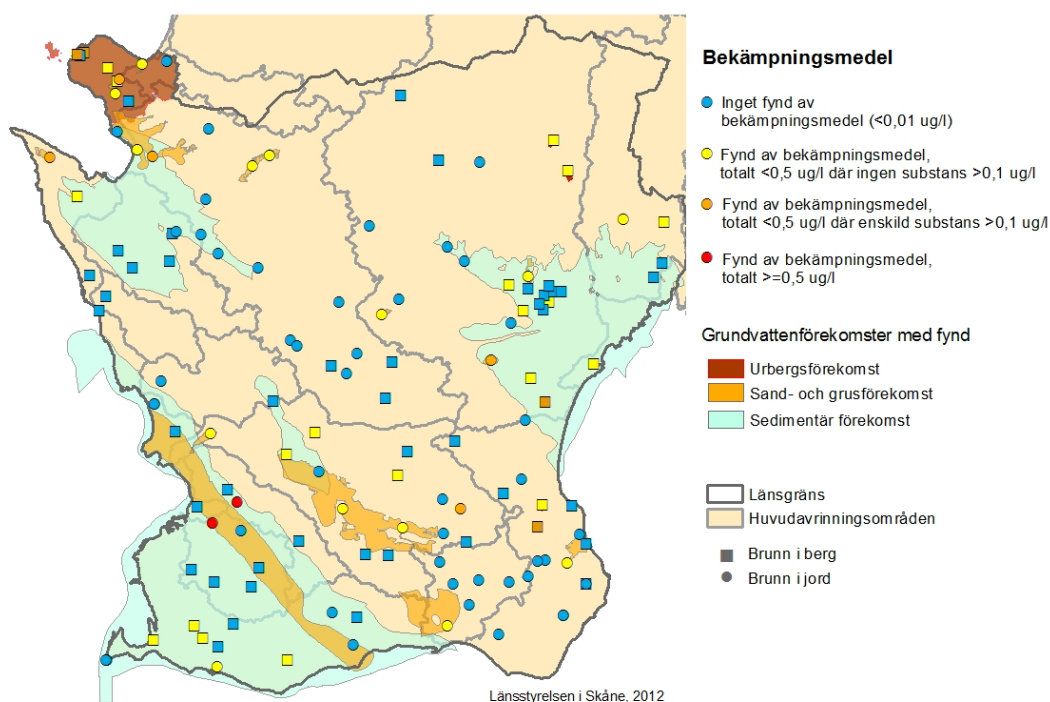 Bekämpningsmedel
Inget fynd av
bekämpningsmedel (<0,01 ug/l)
Fynd av bekämpningsmedel,
totalt <0,5 ug/l där ingen substans >0,1 ug/l
Fynd av bekämpningsmedel,
totalt <0,5 ug/l där enskild substans >0,1 ug/l
Fynd av bekämpningsmedel,
totalt >=0,5 ug/l
Grundvattenförekomster med fynd
Urbergsförekomst
Sand- och grusförekomst
Sedimentär förekomst
Länsgräns
Huvudavrinningsområden
Brunn i berg
Brunn i jord
Länsstyrelsen i Skåne, 2012